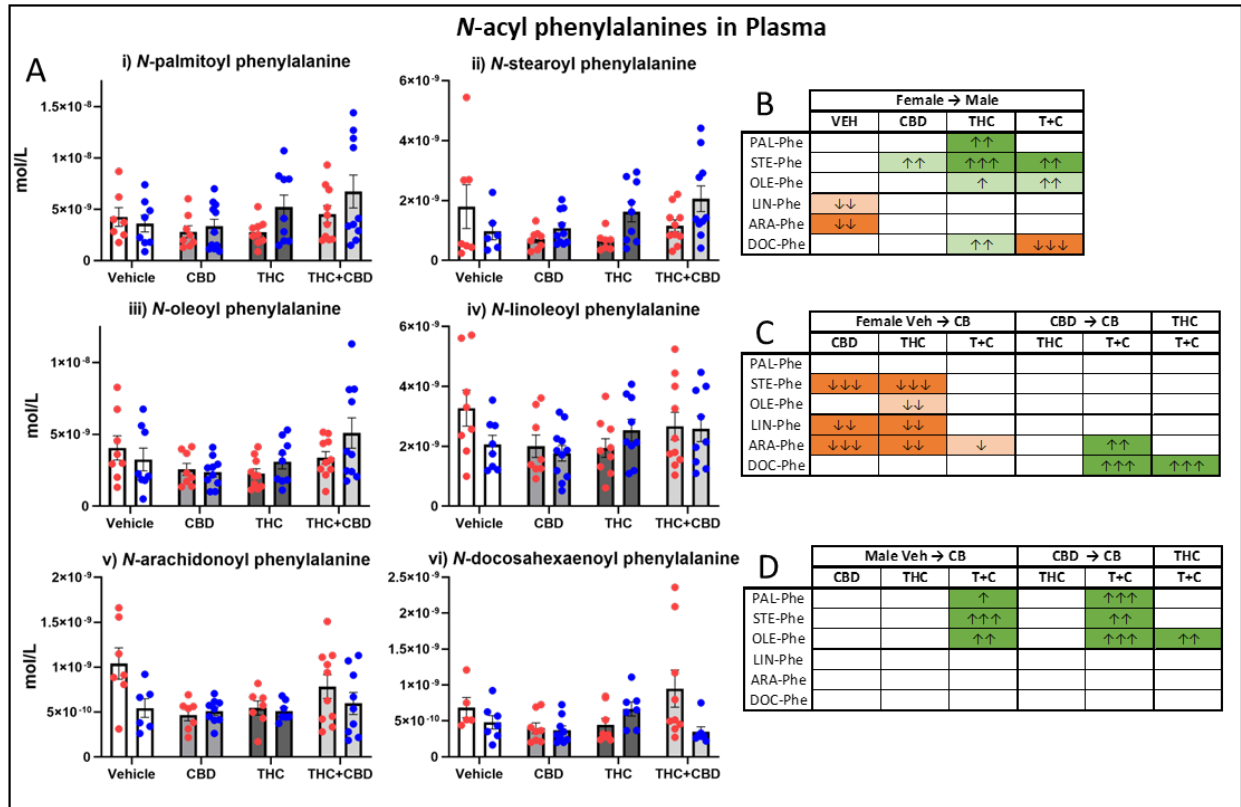 N-acyl phenylalanines in Plasma
A
i) N-palmitoyl phenylalanine
mol/L
1.5×10⁻⁸
1×10⁻⁸
5×10⁻⁹
0
Vehicle CBD THC THC+CBD
ii) N-stearoyl phenylalanine
6×10⁻⁹
4×10⁻⁹
2×10⁻⁹
0
Vehicle CBD THC THC+CBD
iii) N-oleoyl phenylalanine
mol/L
1×10⁻⁸
5×10⁻⁹
0
Vehicle CBD THC THC+CBD
iv) N-linoleoyl phenylalanine
6×10⁻⁹
4×10⁻⁹
2×10⁻⁹
0
Vehicle CBD THC THC+CBD
v) N-arachidonoyl phenylalanine
mol/L
2×10⁻⁹
1×10⁻⁹
1×10⁻⁹
5×10⁻¹⁰
0
Vehicle CBD THC THC+CBD
vi) N-docosahexaenoyl phenylalanine
2.5×10⁻⁹
2×10⁻⁹
1.5×10⁻⁹
1×10⁻⁹
5×10⁻¹⁰
0
Vehicle CBD THC THC+CBD
B
Female → Male
VEH CBD THC T+C
PAL-Phe ↑↑
STE-Phe ↑↑ ↑↑↑ ↑↑
OLE-Phe ↑ ↑↑
LIN-Phe ↓↓
ARA-Phe ↓↓
DOC-Phe ↑↑ ↓↓↓
C
Female Veh → CB CBD → CB THC
CBD THC T+C THC T+C T+C
PAL-Phe
STE-Phe ↓↓↓ ↓↓↓
OLE-Phe ↓↓
LIN-Phe ↓↓ ↓↓
ARA-Phe ↓↓↓ ↓↓ ↓ ↑↑
DOC-Phe ↑↑↑ ↑↑↑
D
Male Veh → CB CBD → CB THC
CBD THC T+C THC T+C T+C
PAL-Phe ↑ ↑↑↑
STE-Phe ↑↑↑ ↑↑
OLE-Phe ↑↑ ↑↑↑ ↑↑
LIN-Phe
ARA-Phe
DOC-Phe